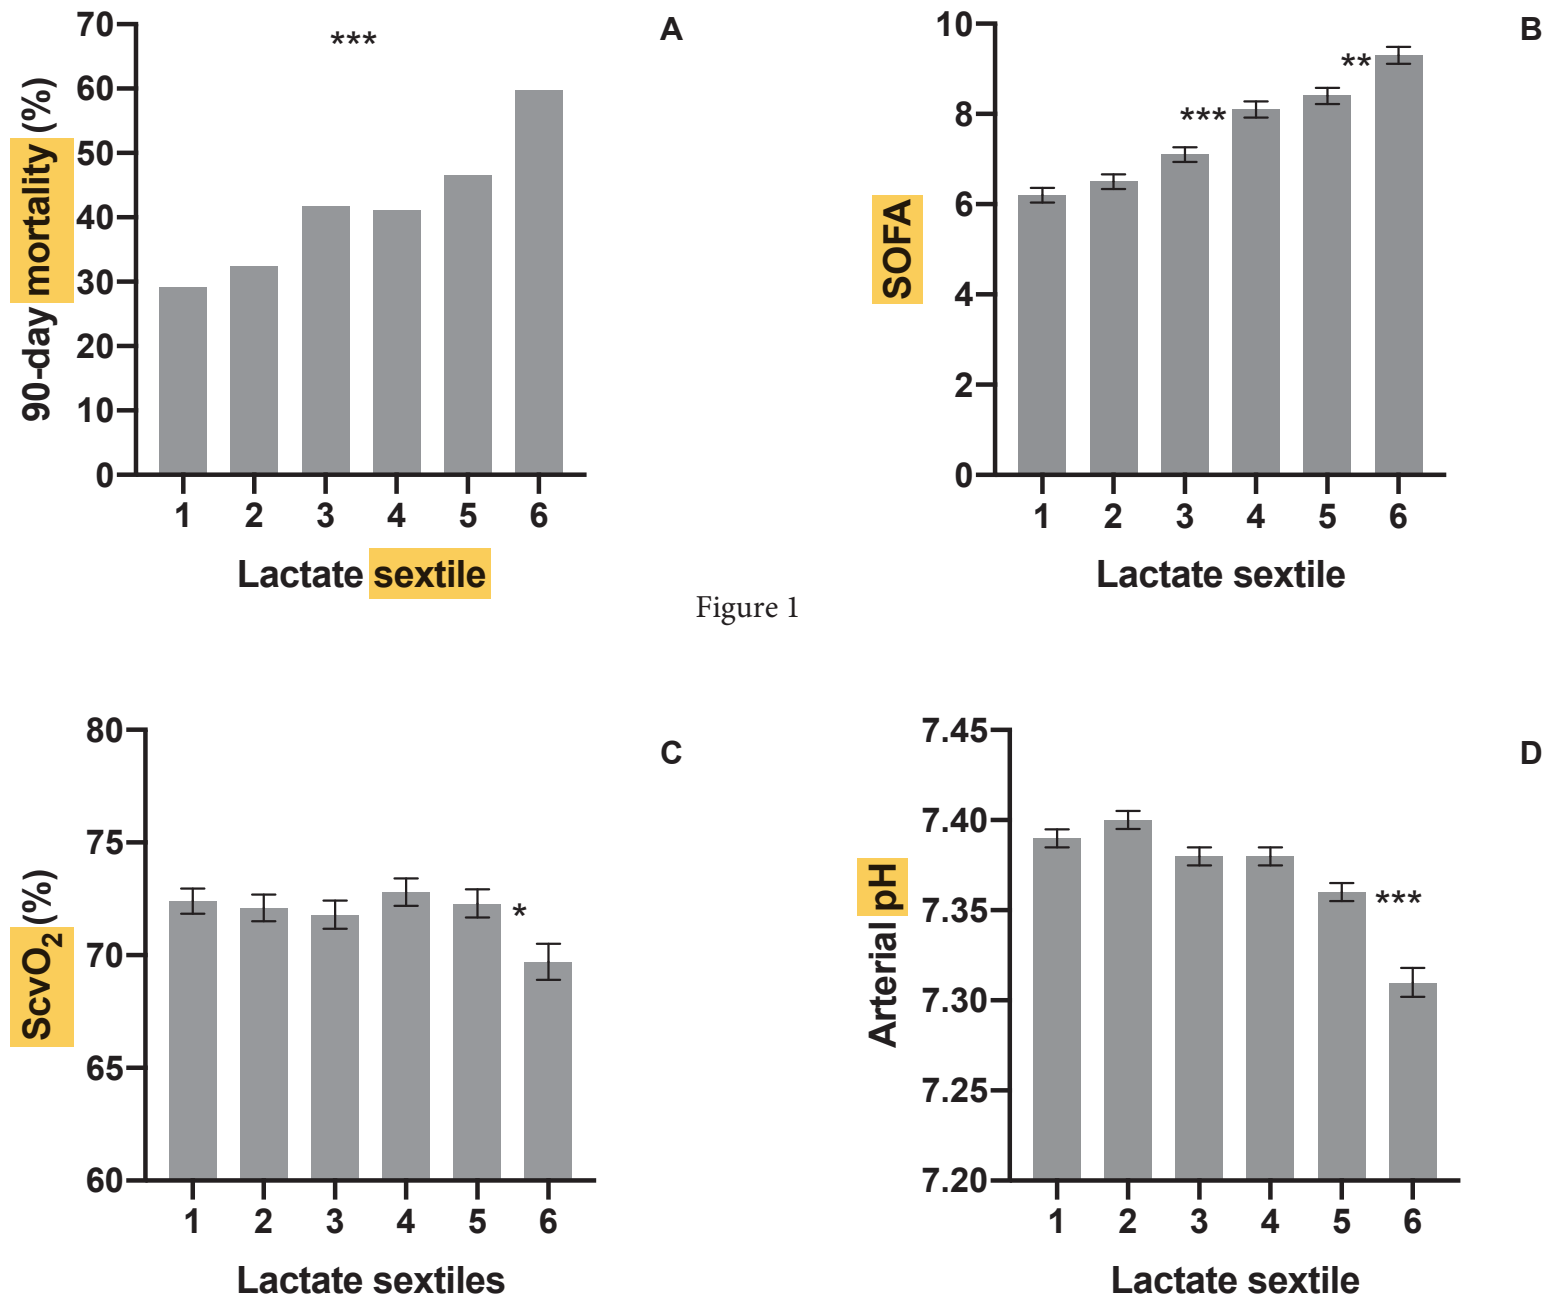 A
90-day mortality (%)
70
60
50
40
30
20
10
0
***
1 2 3 4 5 6
Lactate sextile
B
SOFA
10
8
6
4
2
0
***
**
1 2 3 4 5 6
Lactate sextile
Figure 1
C
ScvO2 (%)
80
75
70
65
60
*
1 2 3 4 5 6
Lactate sextiles
D
Arterial pH
7.45
7.40
7.35
7.30
7.25
7.20
***
1 2 3 4 5 6
Lactate sextile